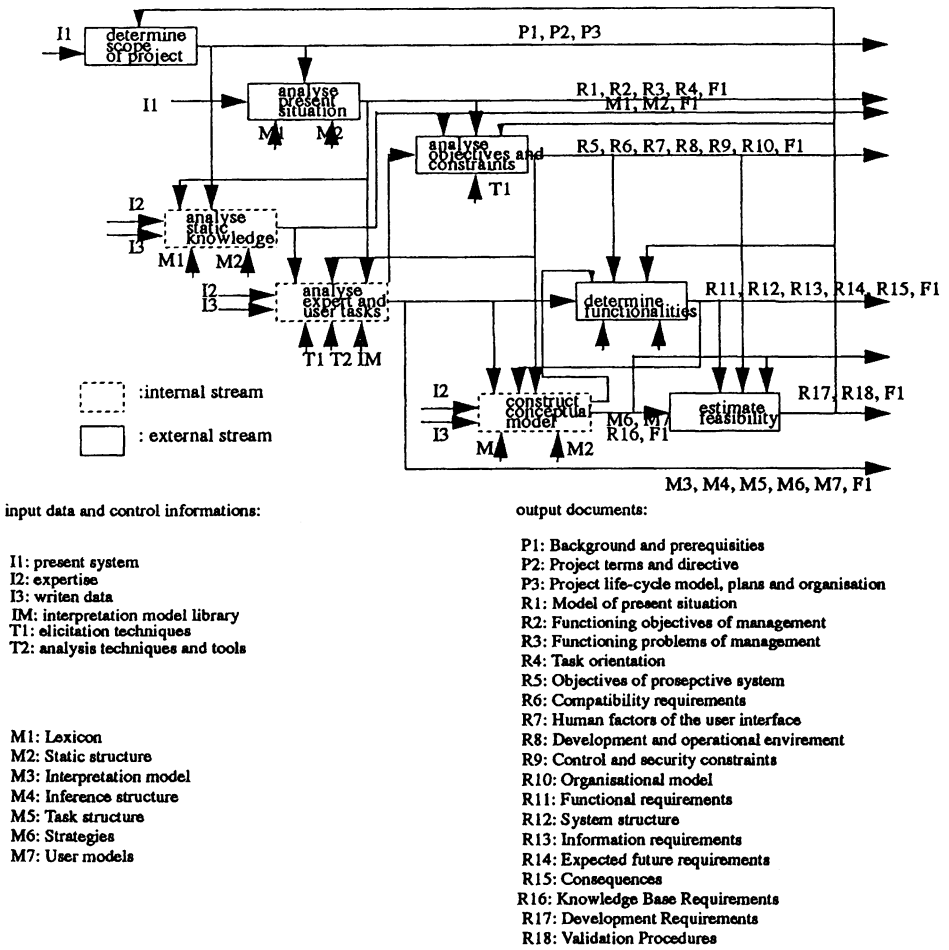 I1
determine
scope
of project
P1, P2, P3
I1
analyse
present
situation
M1
M2
R1, R2, R3, R4, F1
M1, M2, F1
analyse
objectives and
constraints
R5, R6, R7, R8, R9, R10, F1
T1
I2
I3
analyse
static
knowledge
M1
M2
I2
I3
analyse
expert and
user tasks
T1 T2 IM
determine
functionalities
R11, R12, R13, R14, R15, F1
:internal stream
: external stream
I2
I3
construct
conceptual
model
M
M2
M6, M7
R16, F1
estimate
feasibility
R17, R18, F1
M3, M4, M5, M6, M7, F1
input data and control informations:
I1: present system
I2: expertise
I3: writen data
IM: interpretation model library
T1: elicitation techniques
T2: analysis techniques and tools
M1: Lexicon
M2: Static structure
M3: Interpretation model
M4: Inference structure
M5: Task structure
M6: Strategies
M7: User models
output documents:
P1: Background and prerequisities
P2: Project terms and directive
P3: Project life-cycle model, plans and organisation
R1: Model of present situation
R2: Functioning objectives of management
R3: Functioning problems of management
R4: Task orientation
R5: Objectives of prosepctive system
R6: Compatibility requirements
R7: Human factors of the user interface
R8: Development and operational envirement
R9: Control and security constraints
R10: Organisational model
R11: Functional requirements
R12: System structure
R13: Information requirements
R14: Expected future requirements
R15: Consequences
R16: Knowledge Base Requirements
R17: Development Requirements
R18: Validation Procedures